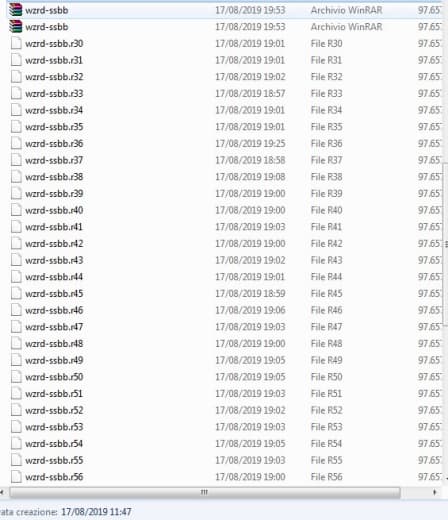 wzrd-ssbb 17/08/2019 19:53 Archivio WinRAR 97.65
wzrd-ssbb 17/08/2019 19:53 Archivio WinRAR 97.65
wzrd-ssbb.r30 17/08/2019 19:01 File R30 97.65
wzrd-ssbb.r31 17/08/2019 19:01 File R31 97.65
wzrd-ssbb.r32 17/08/2019 19:02 File R32 97.65
wzrd-ssbb.r33 17/08/2019 18:57 File R33 97.65
wzrd-ssbb.r34 17/08/2019 19:01 File R34 97.65
wzrd-ssbb.r35 17/08/2019 19:01 File R35 97.65
wzrd-ssbb.r36 17/08/2019 19:25 File R36 97.65
wzrd-ssbb.r37 17/08/2019 18:58 File R37 97.65
wzrd-ssbb.r38 17/08/2019 19:08 File R38 97.65
wzrd-ssbb.r39 17/08/2019 19:00 File R39 97.65
wzrd-ssbb.r40 17/08/2019 19:00 File R40 97.65
wzrd-ssbb.r41 17/08/2019 19:03 File R41 97.65
wzrd-ssbb.r42 17/08/2019 19:00 File R42 97.65
wzrd-ssbb.r43 17/08/2019 19:02 File R43 97.65
wzrd-ssbb.r44 17/08/2019 19:01 File R44 97.65
wzrd-ssbb.r45 17/08/2019 18:59 File R45 97.65
wzrd-ssbb.r46 17/08/2019 19:06 File R46 97.65
wzrd-ssbb.r47 17/08/2019 19:03 File R47 97.65
wzrd-ssbb.r48 17/08/2019 19:00 File R48 97.65
wzrd-ssbb.r49 17/08/2019 19:05 File R49 97.65
wzrd-ssbb.r50 17/08/2019 19:05 File R50 97.65
wzrd-ssbb.r51 17/08/2019 19:03 File R51 97.65
wzrd-ssbb.r52 17/08/2019 19:02 File R52 97.65
wzrd-ssbb.r53 17/08/2019 19:03 File R53 97.65
wzrd-ssbb.r54 17/08/2019 19:05 File R54 97.65
wzrd-ssbb.r55 17/08/2019 19:03 File R55 97.65
wzrd-ssbb.r56 17/08/2019 19:00 File R56 97.65
ata creazione: 17/08/2019 11:47